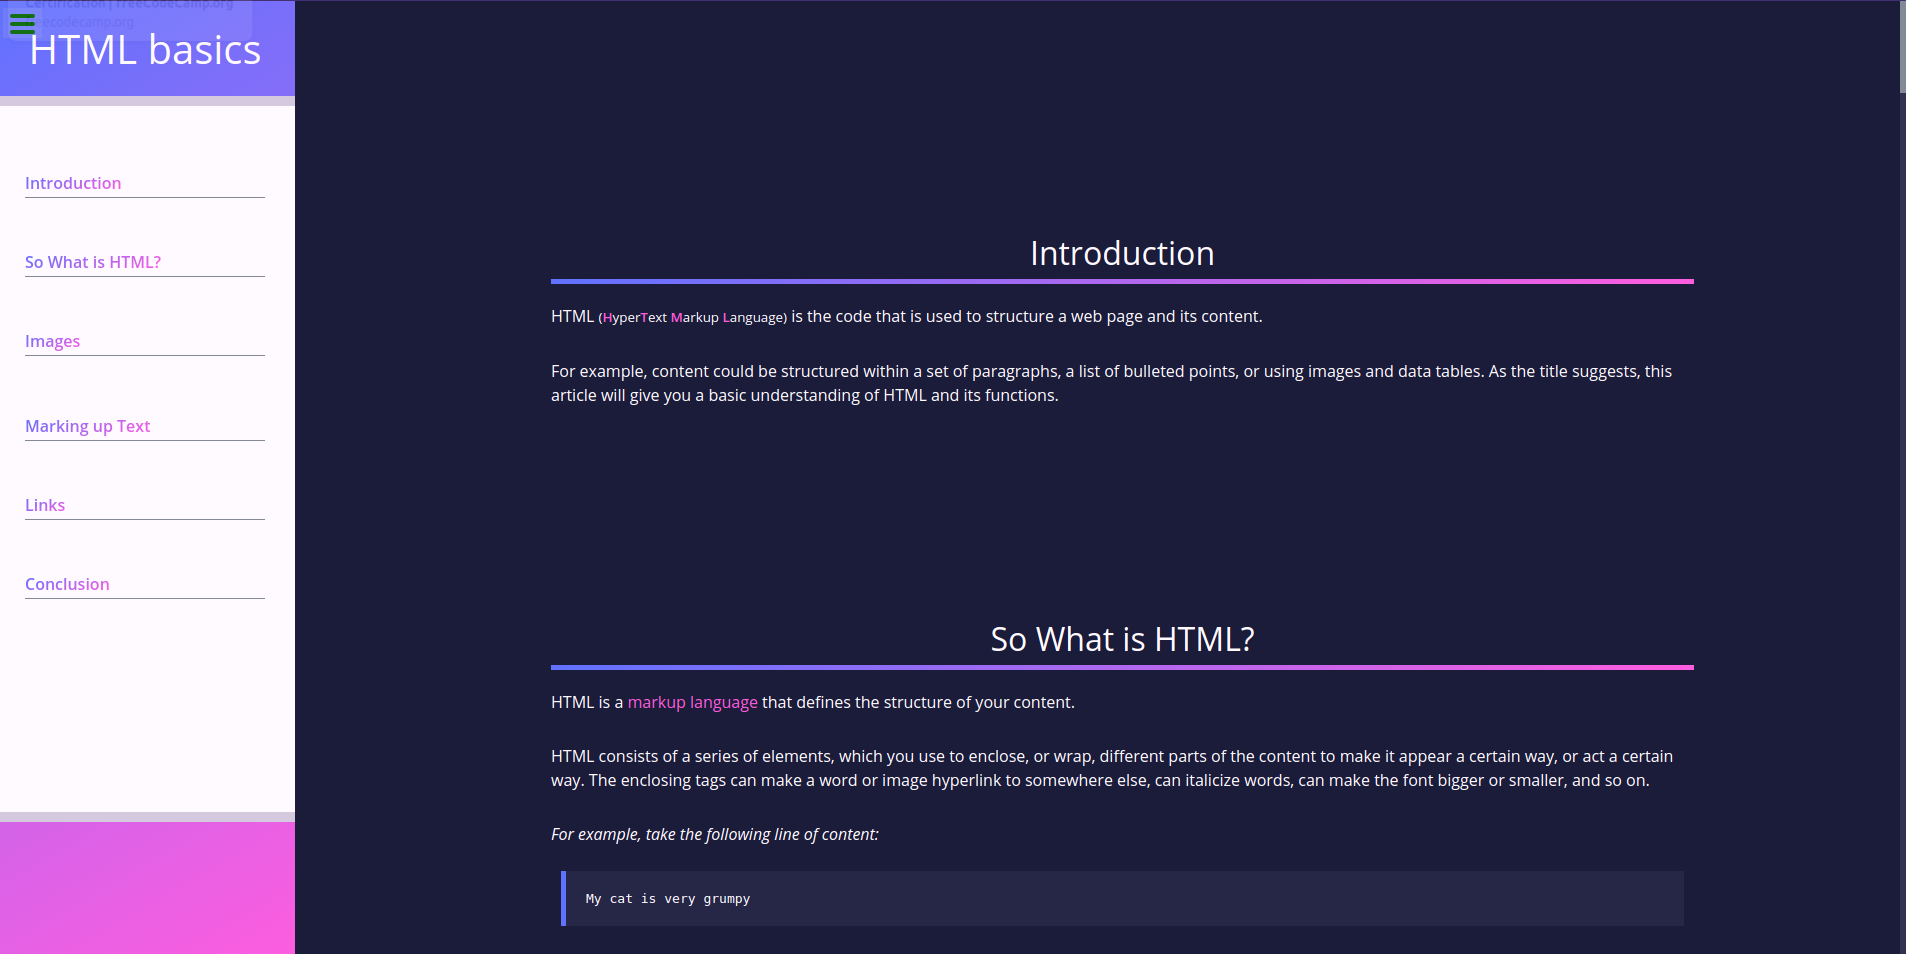 Certification | freeCodeCamp.org
freecodecamp.org
HTML basics
Introduction
So What is HTML?
Images
Marking up Text
Links
Conclusion
Introduction
HTML (HyperText Markup Language) is the code that is used to structure a web page and its content.
For example, content could be structured within a set of paragraphs, a list of bulleted points, or using images and data tables. As the title suggests, this
article will give you a basic understanding of HTML and its functions.
So What is HTML?
HTML is a markup language that defines the structure of your content.
HTML consists of a series of elements, which you use to enclose, or wrap, different parts of the content to make it appear a certain way, or act a certain
way. The enclosing tags can make a word or image hyperlink to somewhere else, can italicize words, can make the font bigger or smaller, and so on.
For example, take the following line of content:
My cat is very grumpy